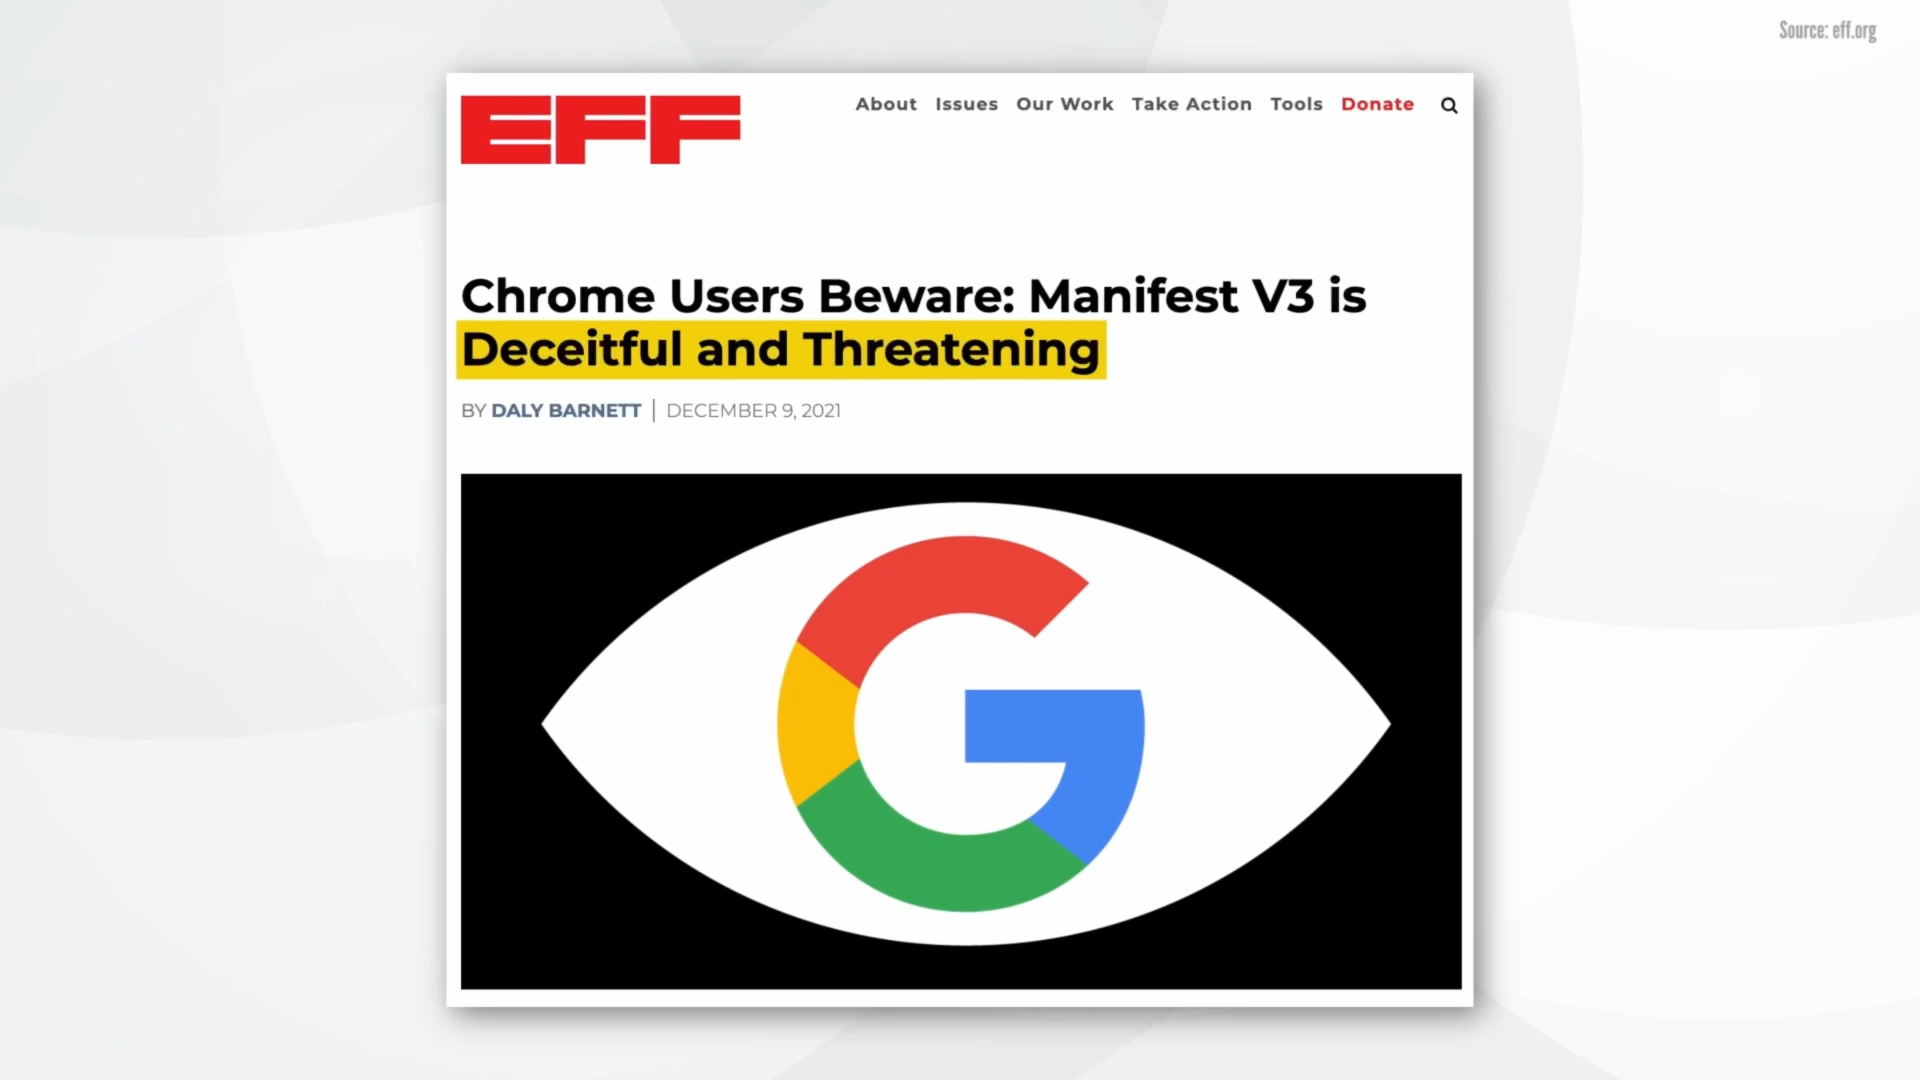 Source: eff.org
EFF
About Issues Our Work Take Action Tools Donate
Chrome Users Beware: Manifest V3 is
Deceitful and Threatening
BY DALY BARNETT | DECEMBER 9, 2021
G